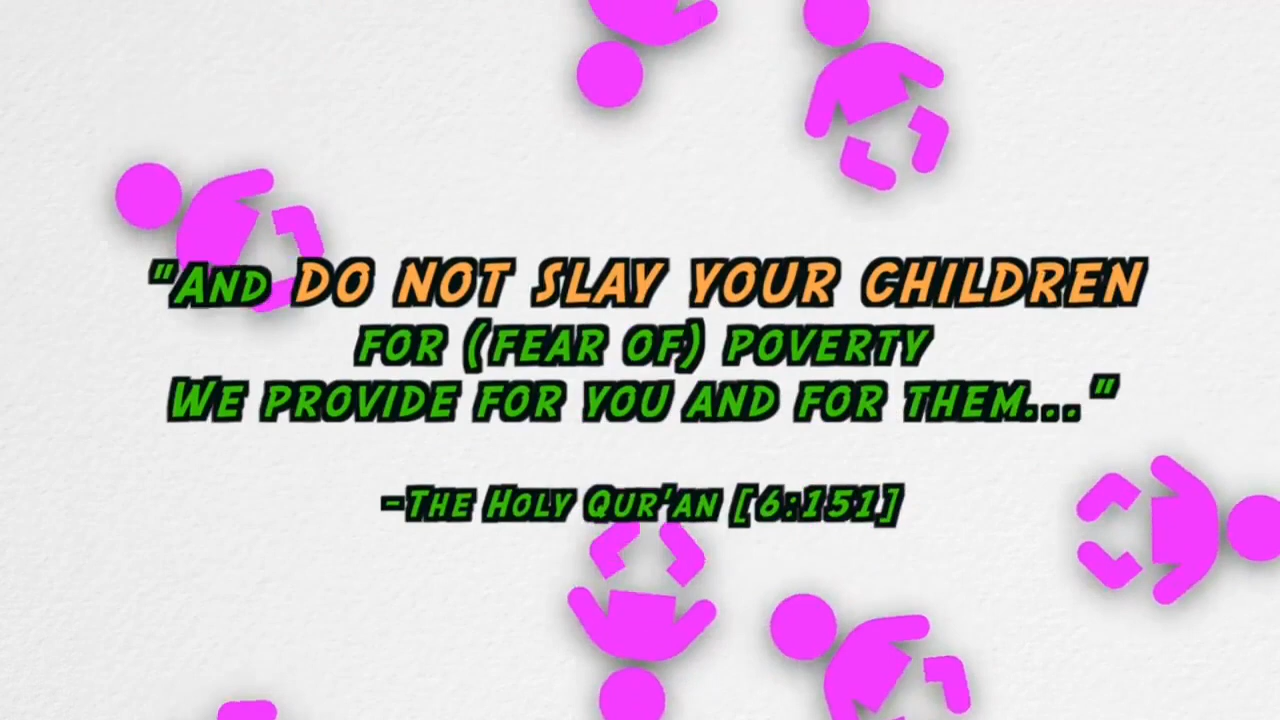 "And DO NOT SLAY YOUR CHILDREN
FOR (FEAR OF) POVERTY
WE PROVIDE FOR YOU AND FOR THEM..."
-THE HOLY QUR'AN [6:151]